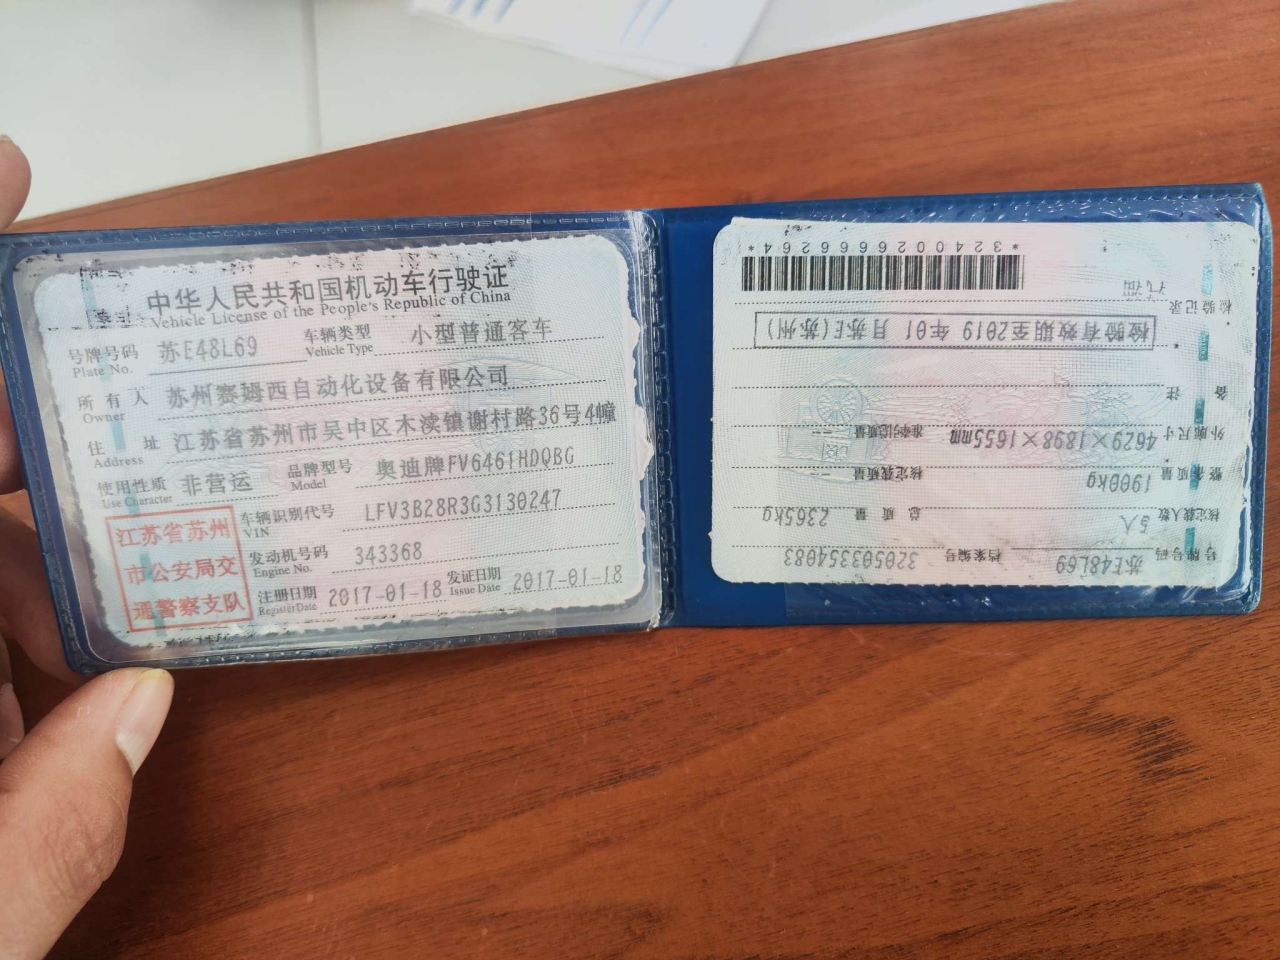 中华人民共和国机动车行驶证
Vehicle License of the People's Republic of China
号牌号码 苏E48L69 车辆类型 小型普通客车
Plate No. Vehicle Type
所有人 苏州赛姆西自动化设备有限公司
Owner
住址 江苏省苏州市吴中区木渎镇谢村路36号4幢
Address
使用性质 非营运 品牌型号 奥迪牌FV6461HDQBG
Use Character Model
车辆识别代号 LFV3B28R3G3130247
VIN
发动机号码 343368
Engine No.
注册日期 2017-01-18 发证日期 2017-01-18
Register Date Issue Date
江苏省苏州
市公安局交
通警察支队
号牌号码 苏E48L69 档案编号 320503354083
核定载人数 5人 总质量 2365kg
整备质量 1900kg 核定载质量 --
外廓尺寸 4629×1898×1655mm 准牵引总质量 --
备注
检验有效期至2019年01月苏E(苏州)
检验记录
汽油
*3240026666264*